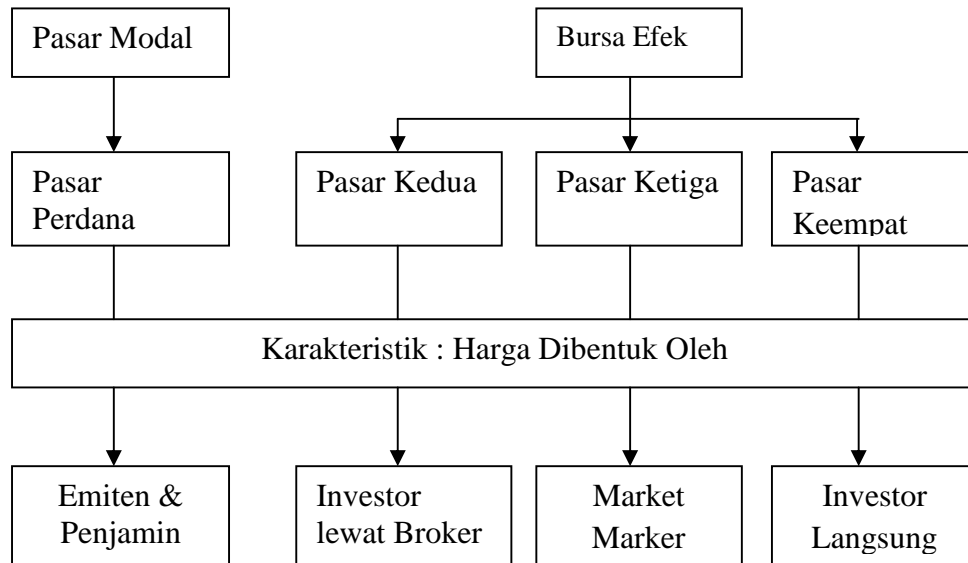 Pasar Modal
Bursa Efek
Pasar
Perdana
Pasar Kedua
Pasar Ketiga
Pasar
Keempat
Karakteristik : Harga Dibentuk Oleh
Emiten &
Penjamin
Investor
lewat Broker
Market
Marker
Investor
Langsung